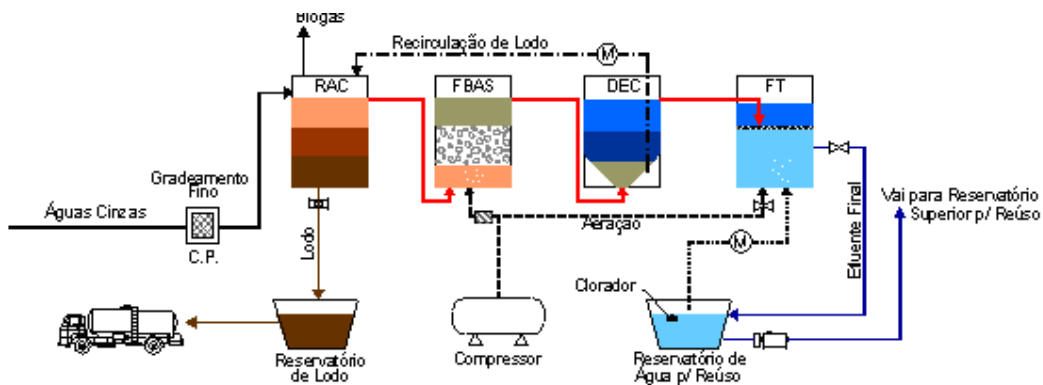 Biogás
Recirculação de Lodo
M
RAC
FBAS
DEC
FT
Gradeamento
Fino
Águas Cinzas
C.P.
Lodo
Aeração
M
Efluente Final
Vai para Reservatório
Superior p/ Reúso
Clorador
Reservatório
de Lodo
Compressor
Reservatório de
Água p/ Reúso